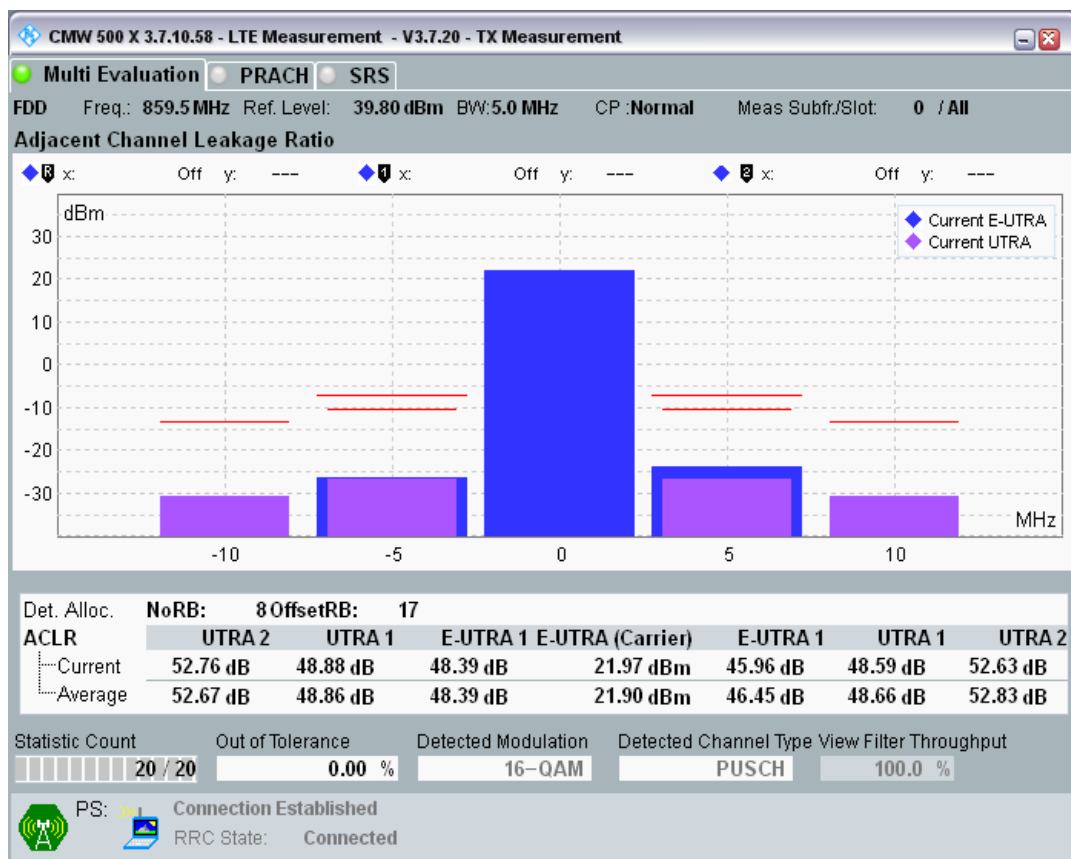 CMW 500 X 3.7.10.58 - LTE Measurement - V3.7.20 - TX Measurement
Multi Evaluation PRACH SRS
FDD Freq.: 859.5 MHz Ref. Level: 39.80 dBm BW:5.0 MHz CP :Normal Meas Subfr./Slot: 0 / All
Adjacent Channel Leakage Ratio
R x: Off y: --- 1 x: Off y: --- 2 x: Off y: ---
dBm
Current E-UTRA
Current UTRA
30
20
10
0
-10
-20
-30
MHz
-10 -5 0 5 10
Det. Alloc. NoRB: 8 OffsetRB: 17
ACLR UTRA 2 UTRA 1 E-UTRA 1 E-UTRA (Carrier) E-UTRA 1 UTRA 1 UTRA 2
Current 52.76 dB 48.88 dB 48.39 dB 21.97 dBm 45.96 dB 48.59 dB 52.63 dB
Average 52.67 dB 48.86 dB 48.39 dB 21.90 dBm 46.45 dB 48.66 dB 52.83 dB
Statistic Count Out of Tolerance Detected Modulation Detected Channel Type View Filter Throughput
20 / 20 0.00 % 16-QAM PUSCH 100.0 %
PS: Connection Established
RRC State: Connected